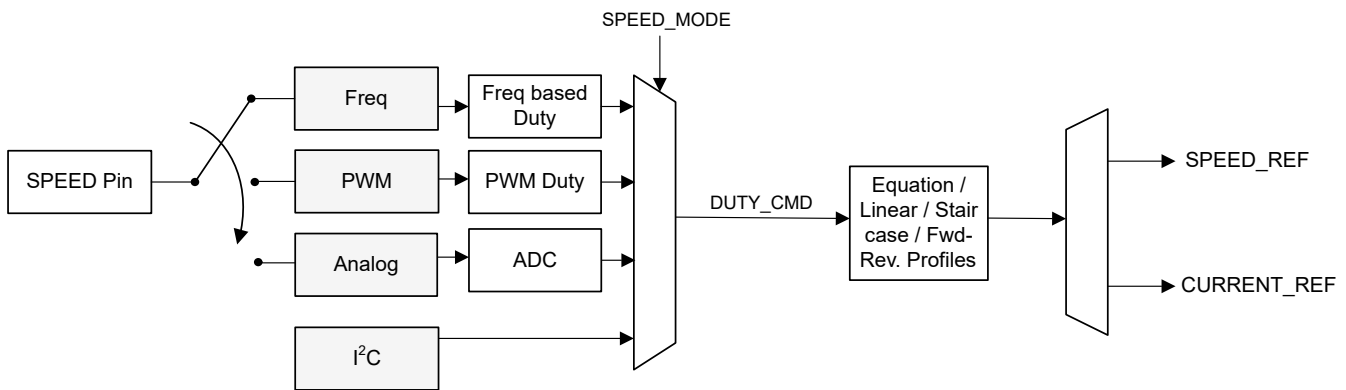 SPEED_MODE
SPEED Pin
Freq
Freq based
Duty
PWM
PWM Duty
Analog
ADC
I²C
DUTY_CMD
Equation /
Linear / Stair
case / Fwd-
Rev. Profiles
SPEED_REF
CURRENT_REF